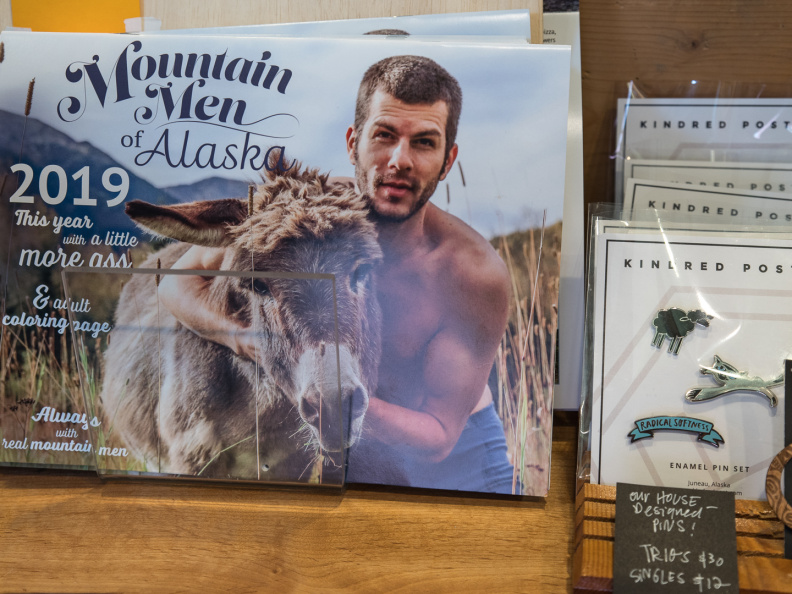 Mountain
Men
of Alaska
2019
This year
with a little
more ass
& adult
coloring page
Always
with
real mountain men
KINDRED POST
KINDRED POS
KINDRED POST
KINDRED POS
RADICAL SOFTNESS
ENAMEL PIN SET
Juneau, Alaska
OUR HOUSE
Designed
PINS!
TRIOS $30
SINGLES $12